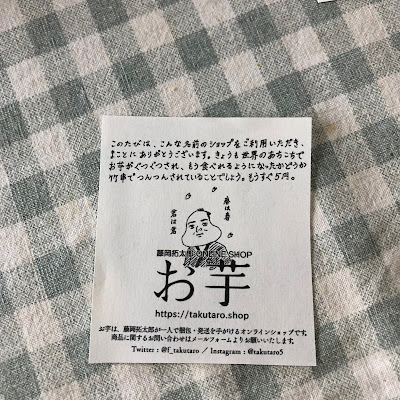 このたびは、こんな名前のショップをご利用いただき、
まことにありがとうございます。きょうも世界のあちこちで
お芋がぐつぐつされ、もう食べれるようになったかどうか
竹串でつんつんされていることでしょう。もうすぐ5月。
春は春
君は君
藤岡拓太郎ONLINE SHOP
お芋
https://takutaro.shop
お芋は、藤岡拓太郎が一人で梱包・発送を手がけるオンラインショップです。
商品に関するお問い合わせはメールフォームよりお願いいたします。
Twitter : @f_takutaro ／ Instagram : @takutaro5